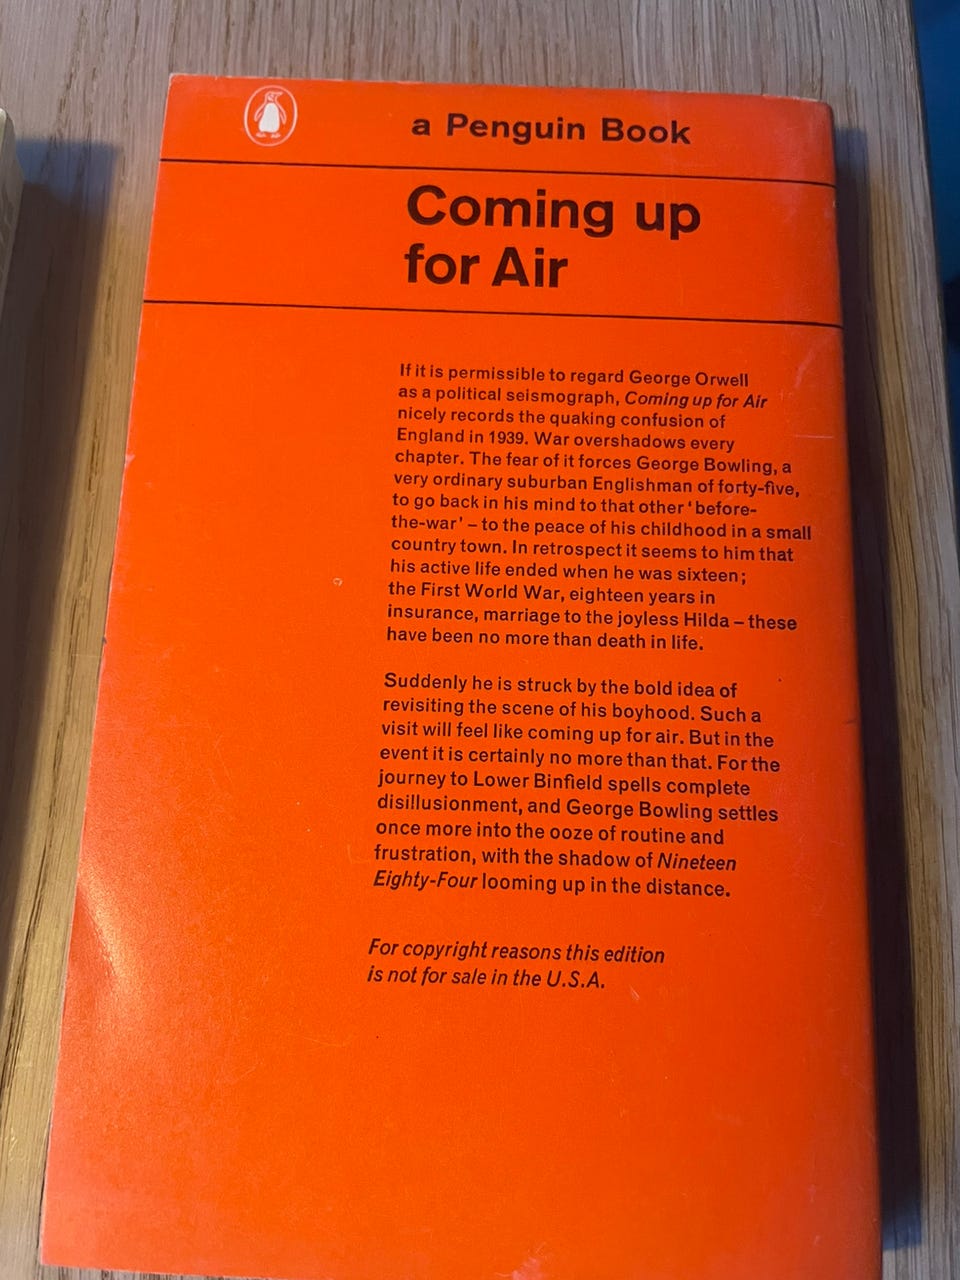 a Penguin Book
Coming up
for Air
If it is permissible to regard George Orwell
as a political seismograph, Coming up for Air
nicely records the quaking confusion of
England in 1939. War overshadows every
chapter. The fear of it forces George Bowling, a
very ordinary suburban Englishman of forty-five,
to go back in his mind to that other ' before-
the-war ' – to the peace of his childhood in a small
country town. In retrospect it seems to him that
his active life ended when he was sixteen;
the First World War, eighteen years in
insurance, marriage to the joyless Hilda – these
have been no more than death in life.
Suddenly he is struck by the bold idea of
revisiting the scene of his boyhood. Such a
visit will feel like coming up for air. But in the
event it is certainly no more than that. For the
journey to Lower Binfield spells complete
disillusionment, and George Bowling settles
once more into the ooze of routine and
frustration, with the shadow of Nineteen
Eighty-Four looming up in the distance.
For copyright reasons this edition
is not for sale in the U.S.A.